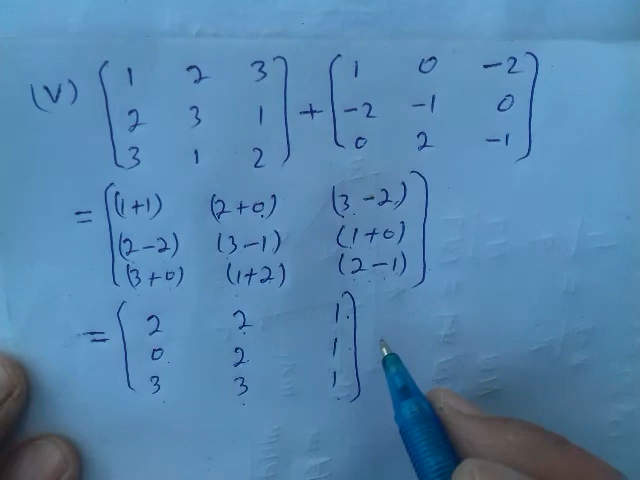 (V) [1 2 3] + [1 0 -2]
[2 3 1] [-2 -1 0]
[3 1 2] [0 2 -1]
= [(1+1) (2+0) (3-2)]
[(2-2) (3-1) (1+0)]
[(3+0) (1+2) (2-1)]
= [2 2 1]
[0 2 1]
[3 3 1]